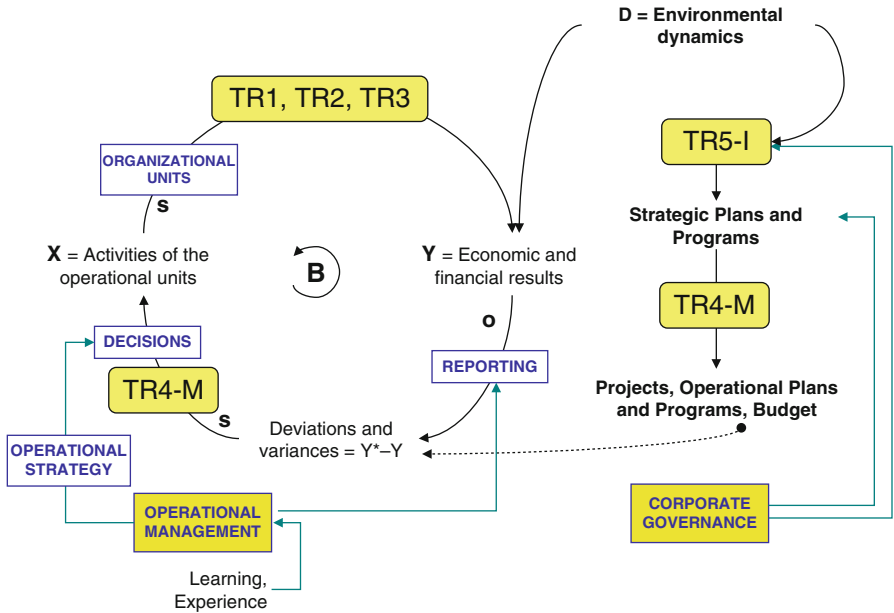 D = Environmental
dynamics
TR1, TR2, TR3
TR5-I
ORGANIZATIONAL
UNITS
s
Strategic Plans and
Programs
X = Activities of the
operational units
B
Y = Economic and
financial results
TR4-M
o
DECISIONS
REPORTING
TR4-M
s
Projects, Operational Plans
and Programs, Budget
Deviations and
variances = Y*–Y
OPERATIONAL
STRATEGY
OPERATIONAL
MANAGEMENT
CORPORATE
GOVERNANCE
Learning,
Experience